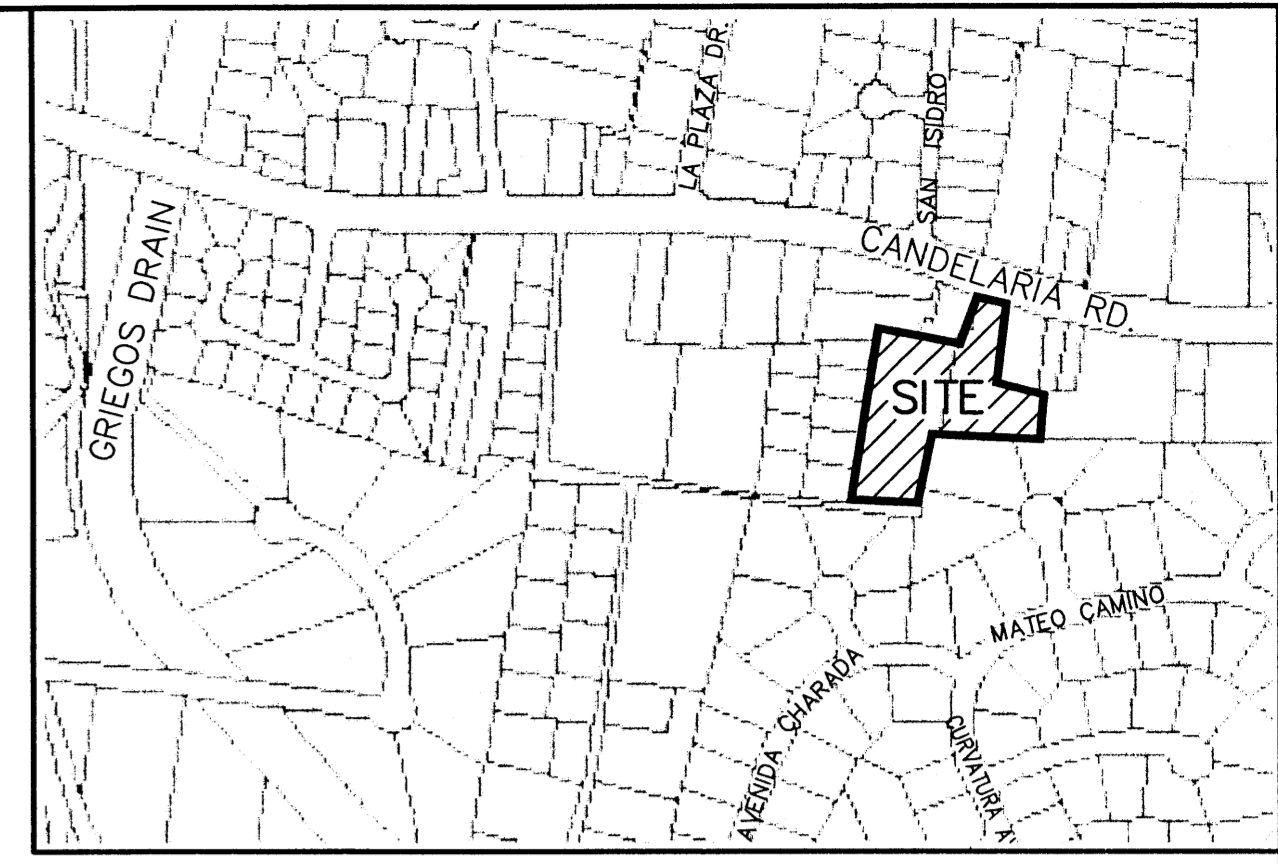 LA PLAZA DR.
SAN ISIDRO
CANDELARIA RD.
GRIEGOS DRAIN
SITE
MATEO CAMINO
AVENIDA CHARADA
CURVATURA